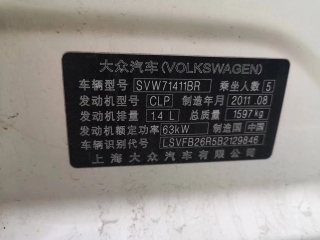 大众汽车(VOLKSWAGEN)
车辆型号 SVW71411BR 乘坐人数 5
发动机型号 CLP 制造年月 2011.08
发动机排量 1.4 L 总质量 1597kg
发动机额定功率 63kW 制造国 中国
车辆识别代号 LSVFB26R5B2129846
上海大众汽车有限公司